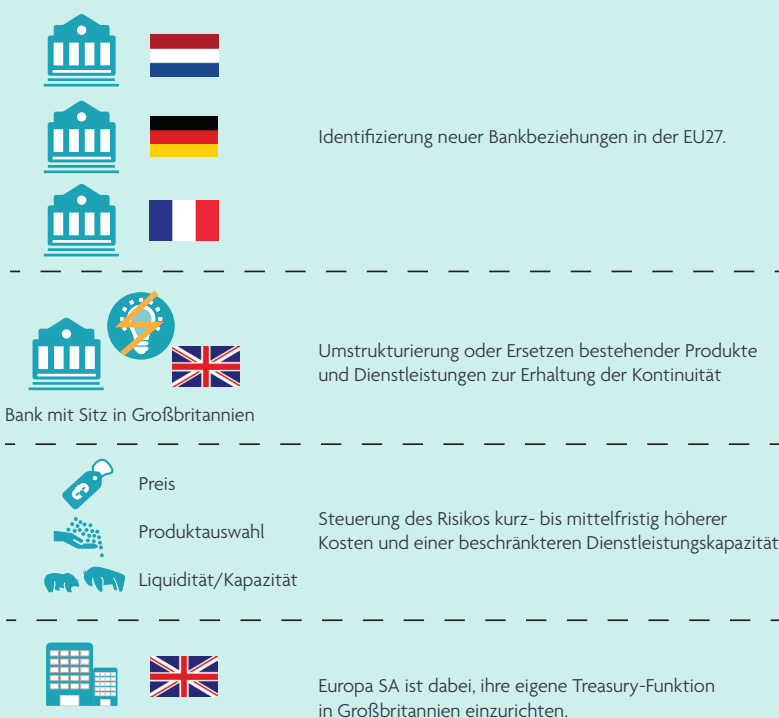 Identifizierung neuer Bankbeziehungen in der EU27.
Umstrukturierung oder Ersetzen bestehender Produkte
und Dienstleistungen zur Erhaltung der Kontinuität
Bank mit Sitz in Großbritannien
Preis
Produktauswahl
Liquidität/Kapazität
Steuerung des Risikos kurz- bis mittelfristig höherer
Kosten und einer beschränkteren Dienstleistungskapazität
Europa SA ist dabei, ihre eigene Treasury-Funktion
in Großbritannien einzurichten.